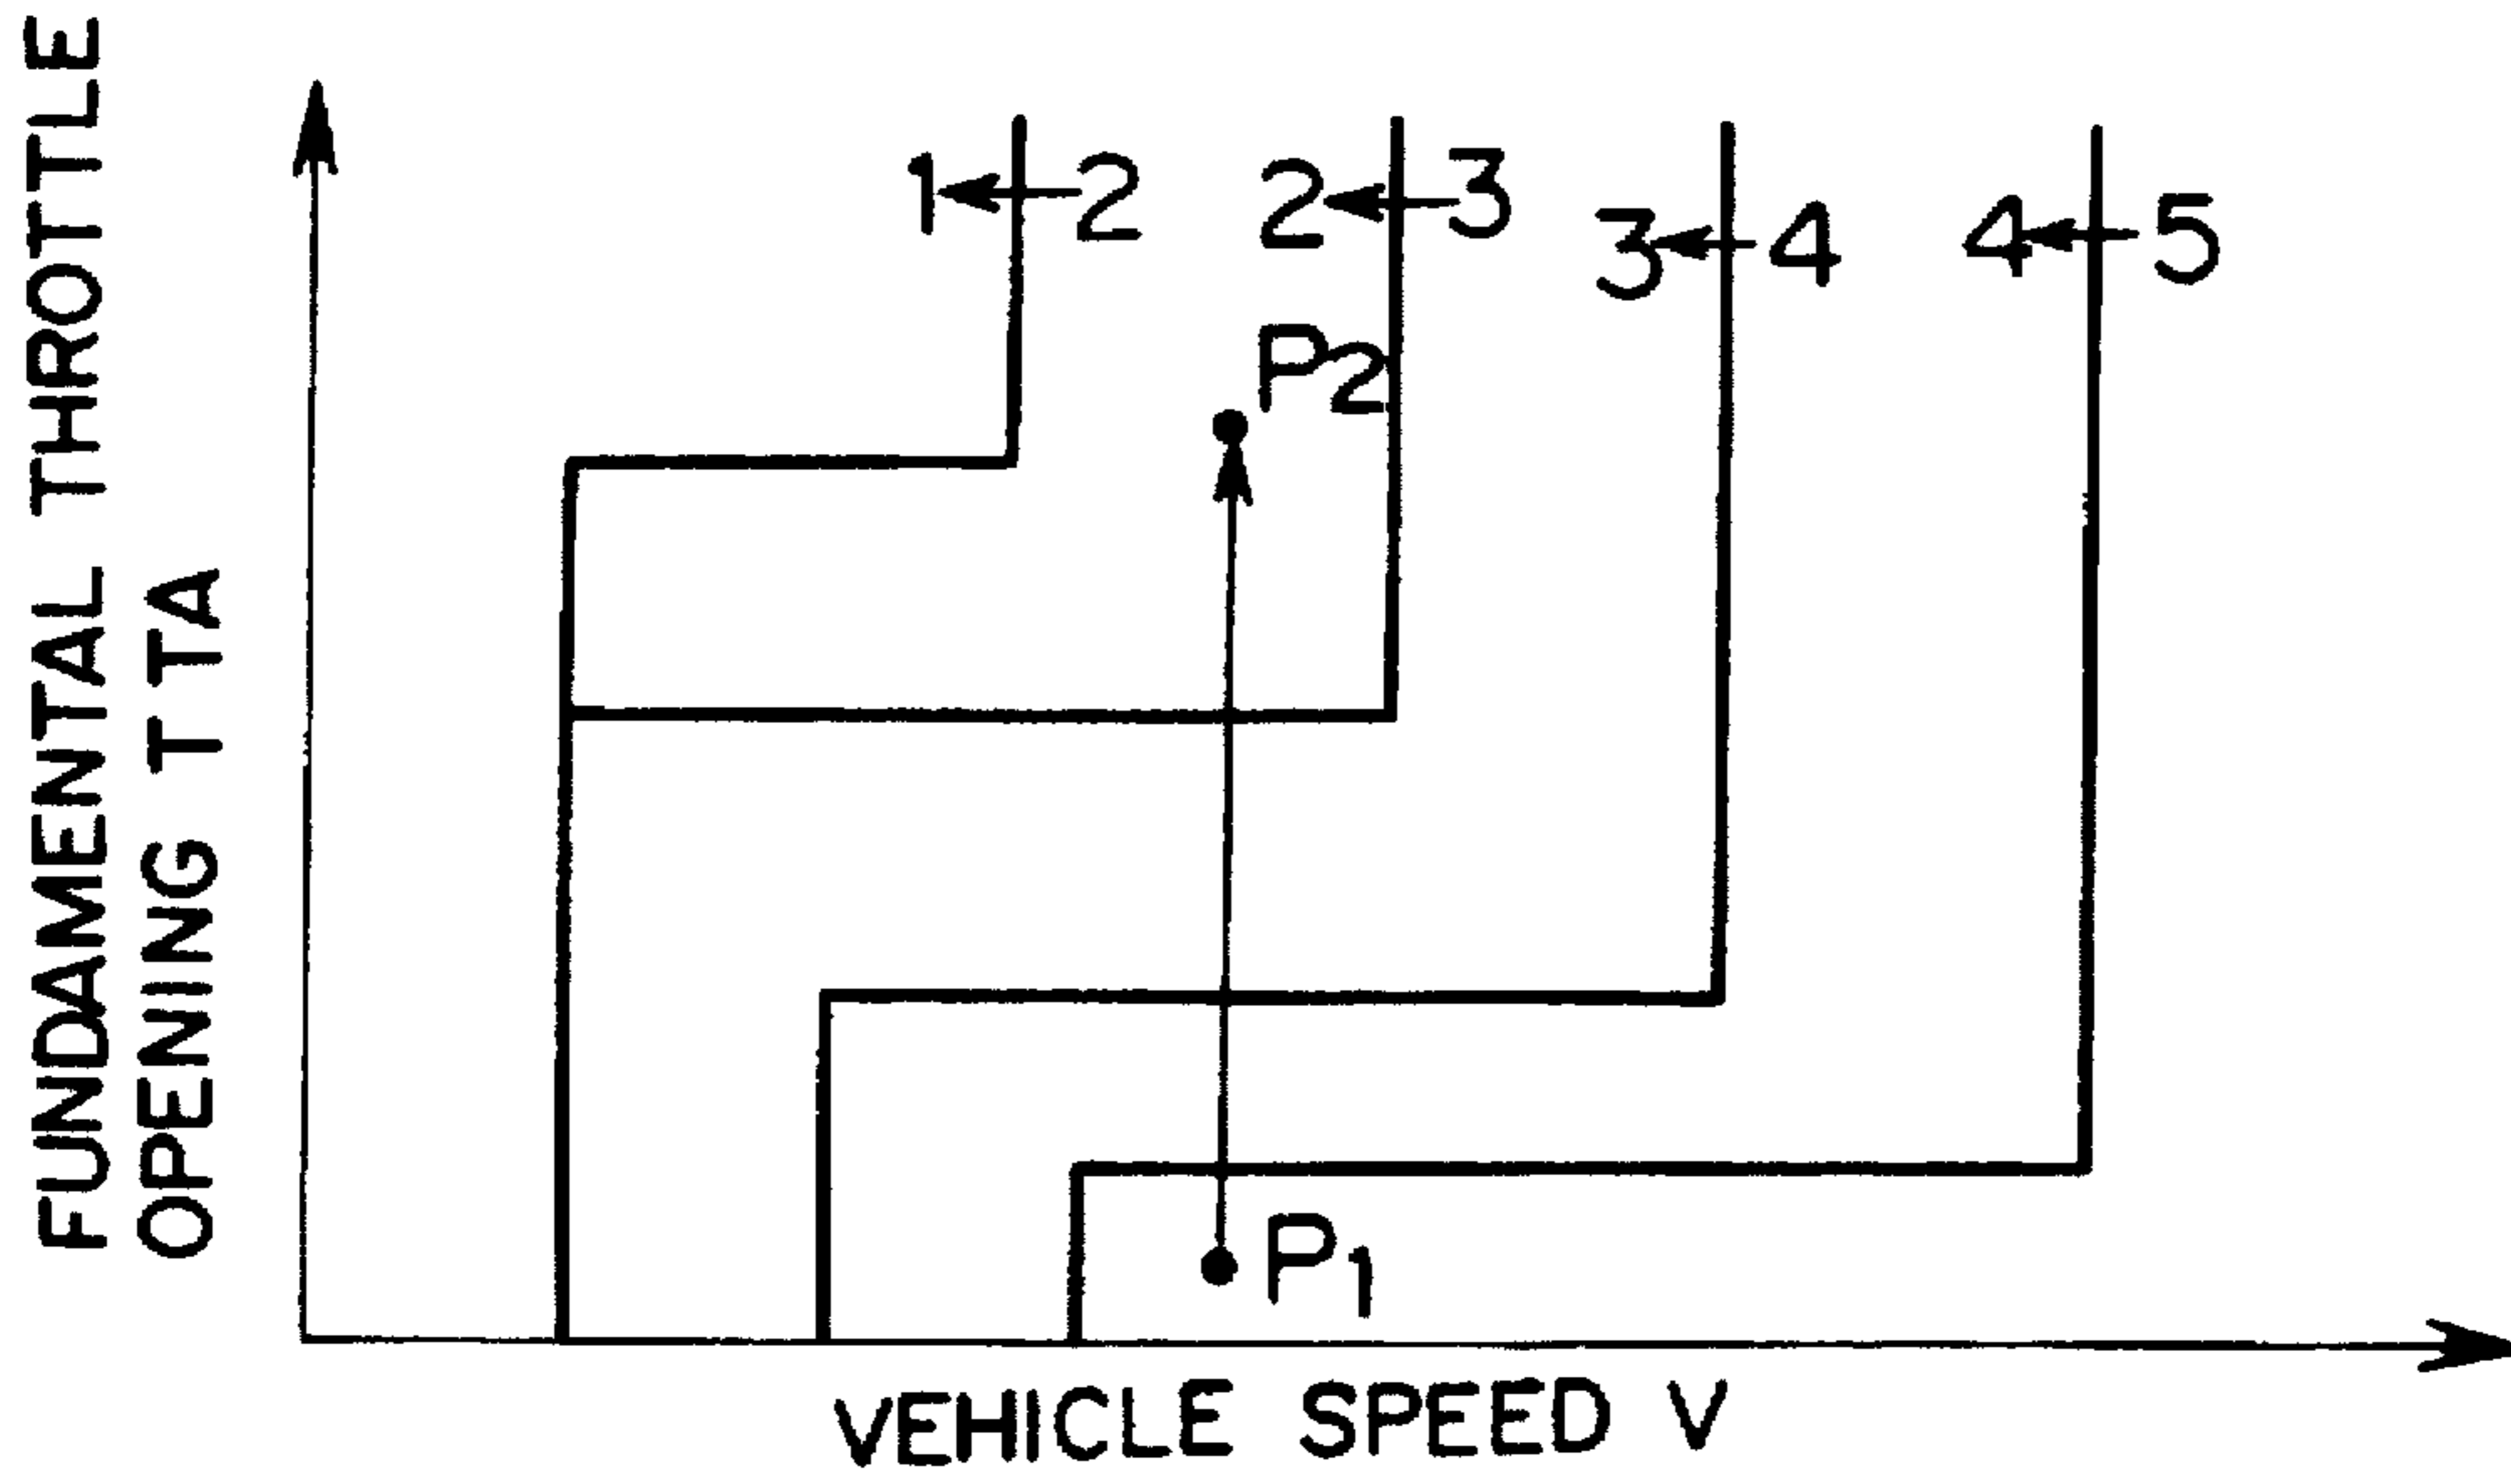 FUNDAMENTAL THROTTLE
OPENING T TA
1 2
2 3
3 4
4 5
P2
P1
VEHICLE SPEED V